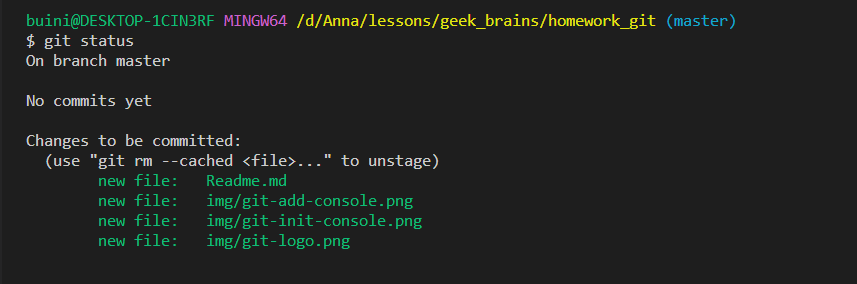 buini@DESKTOP-1CIN3RF MINGW64 /d/Anna/lessons/geek_brains/homework_git (master)
$ git status
On branch master
No commits yet
Changes to be committed:
(use "git rm --cached <file>..." to unstage)
new file: Readme.md
new file: img/git-add-console.png
new file: img/git-init-console.png
new file: img/git-logo.png